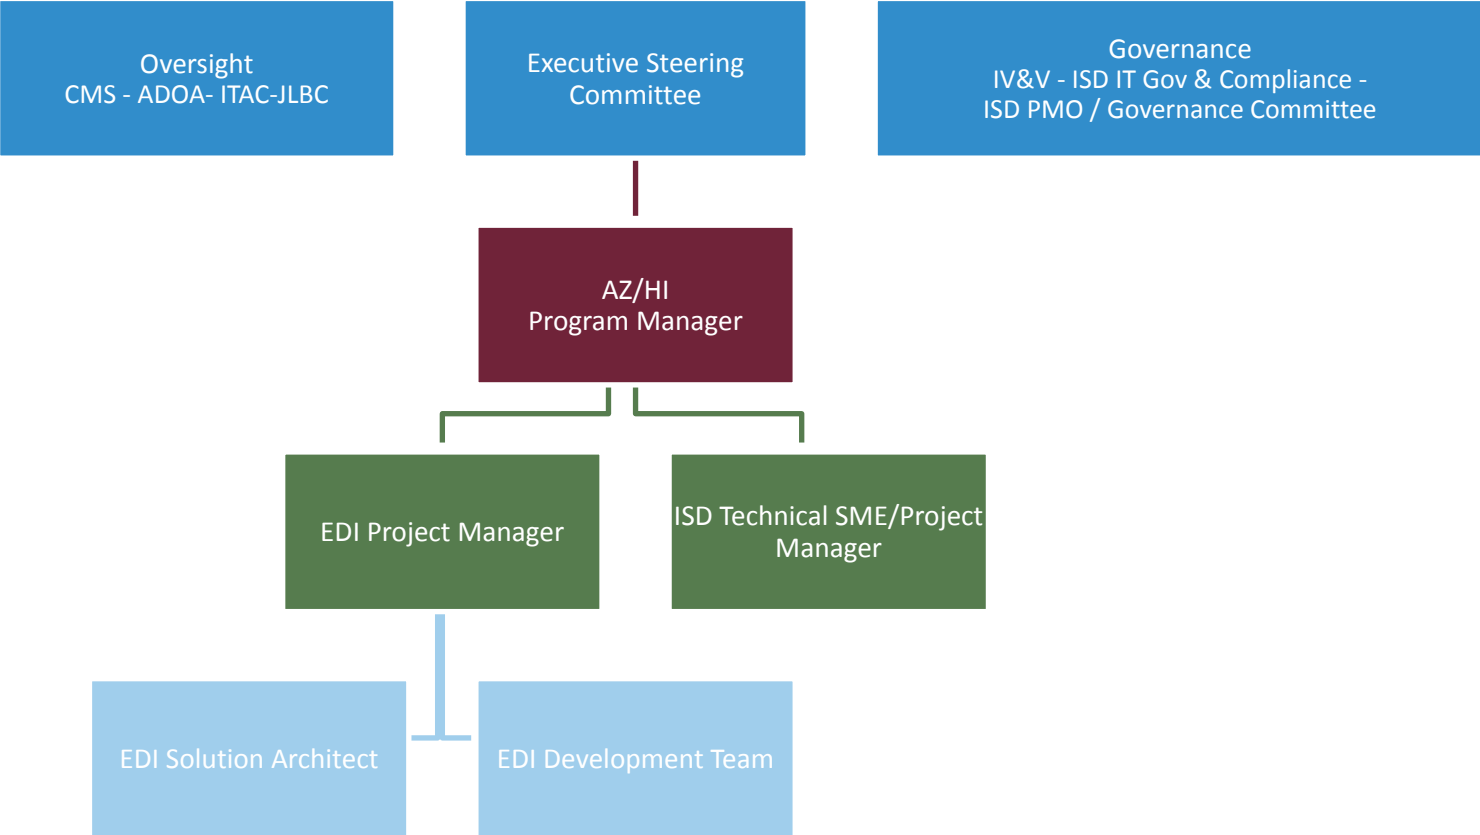 Oversight
CMS - ADOA- ITAC-JLBC
Executive Steering
Committee
Governance
IV&V - ISD IT Gov & Compliance -
ISD PMO / Governance Committee
AZ/HI
Program Manager
EDI Project Manager
ISD Technical SME/Project
Manager
EDI Solution Architect
EDI Development Team